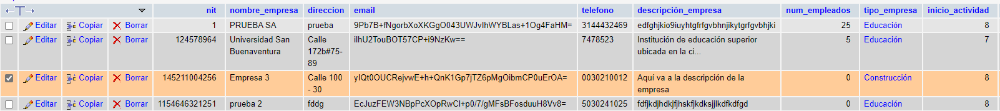 nit nombre_empresa direccion email telefono descripción_empresa num_empleados tipo_empresa inicio_actividad
Editar Copiar Borrar 1 PRUEBA SA prueba 9Pb7B+fNgorbXoXKGgO043UWJvIhWYBLas+1Og4FaHM= 3144432469 edfghjkio9iuyhtgfrfgvbhnjikytgrfgvbhjki 25 Educación 8
Editar Copiar Borrar 124578964 Universidad San Calle ilhU2TouBOT57CP+i9NzKw== 7478523 Institución de educación superior 5 Educación 7
Buenaventura 172b#75- ubicada en la ci...
89
Editar Copiar Borrar 145211004256 Empresa 3 Calle 100 yIQt0OUCRejvwE+h+QnK1Gp7jTZ6pMgOibmCP0uErOA= 0030210012 Aquí va a la descripción de la 0 Construcción 8
- 30 empresa
Editar Copiar Borrar 1154646321251 prueba 2 fddg EcJuzFEW3NBpPcXOpRwCl+p0/7/gMFsBFosduuH8Vv8= 5030241025 fdfjkdjhdkjfjhskfjkdksjjlkdfkdfgd 0 Educación 8